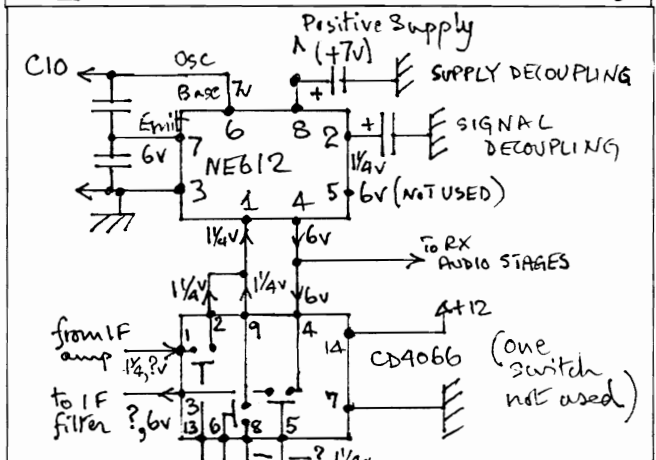 Positive Supply
(+7v)
C10
Osc
Base
7v
+
SUPPLY DECOUPLING
Emit
7
6
8
2
+
SIGNAL
DECOUPLING
6v
NE612
1¼v
3
5
6v (NOT USED)
1
4
1¼v
6v
To RX
AUDIO STAGES
1¼v
1¼v
6v
+12
from IF
amp
1
2
9
4
14
CD4066
(one
switch
not used)
1¼,?v
to IF
filter
?,6v
3
7
13
6
8
5
? 1¼v